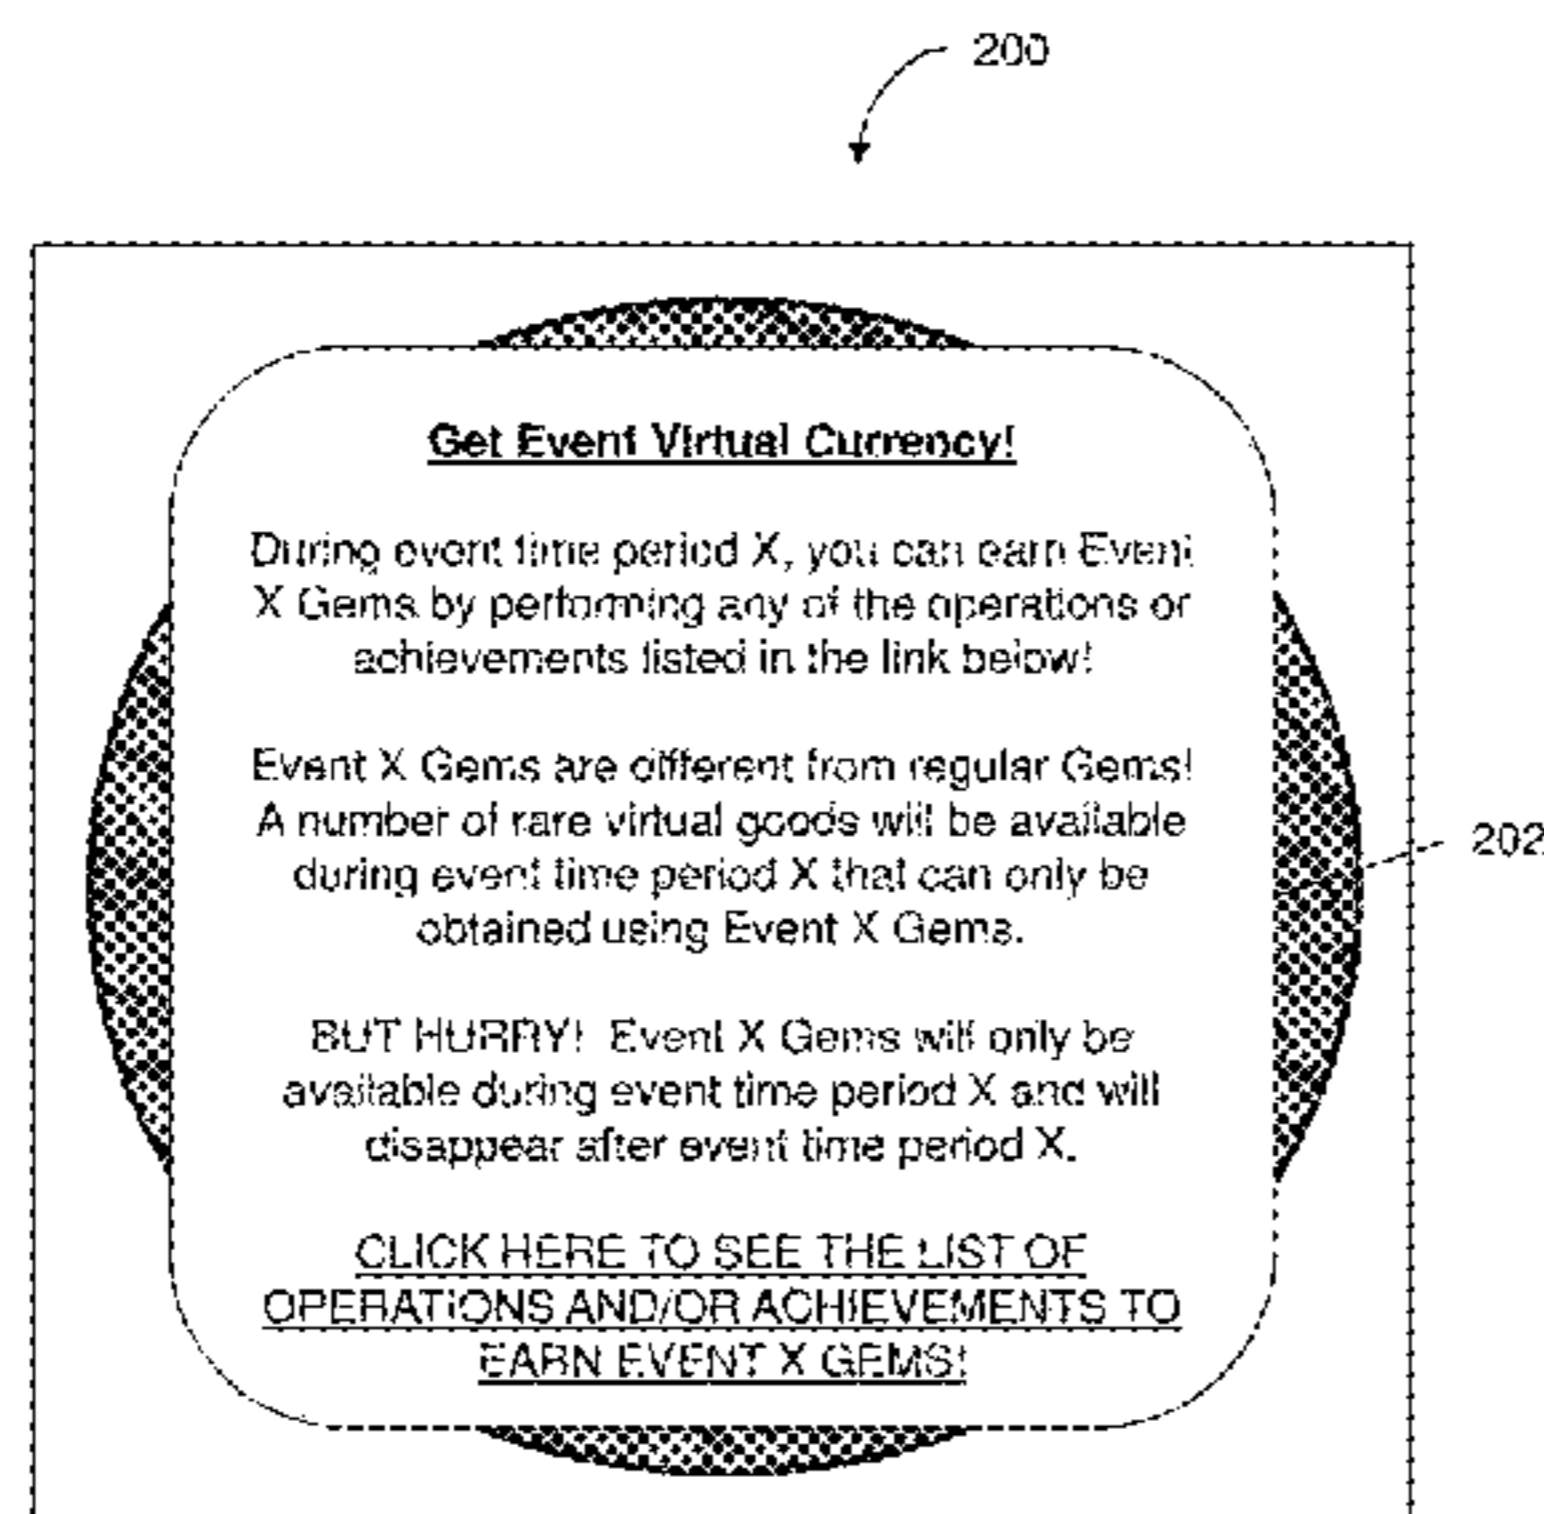 200
Get Event Virtual Currency!
During event time period X, you can earn Event
X Gems by performing any of the operations or
achievements listed in the link below!
Event X Gems are different from regular Gems!
A number of rare virtual goods will be available
during event time period X that can only be
obtained using Event X Gems.
202
BUT HURRY! Event X Gems will only be
available during event time period X and will
disappear after event time period X.
CLICK HERE TO SEE THE LIST OF
OPERATIONS AND/OR ACHIEVEMENTS TO
EARN EVENT X GEMS!